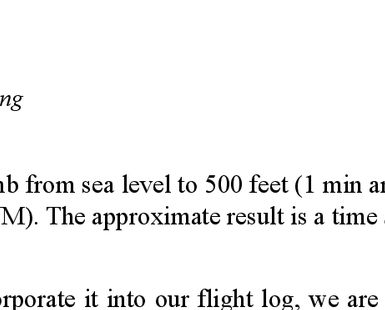 ng
mb from sea level to 500 feet (1 min an
M). The approximate result is a time
orporate it into our flight log, we are